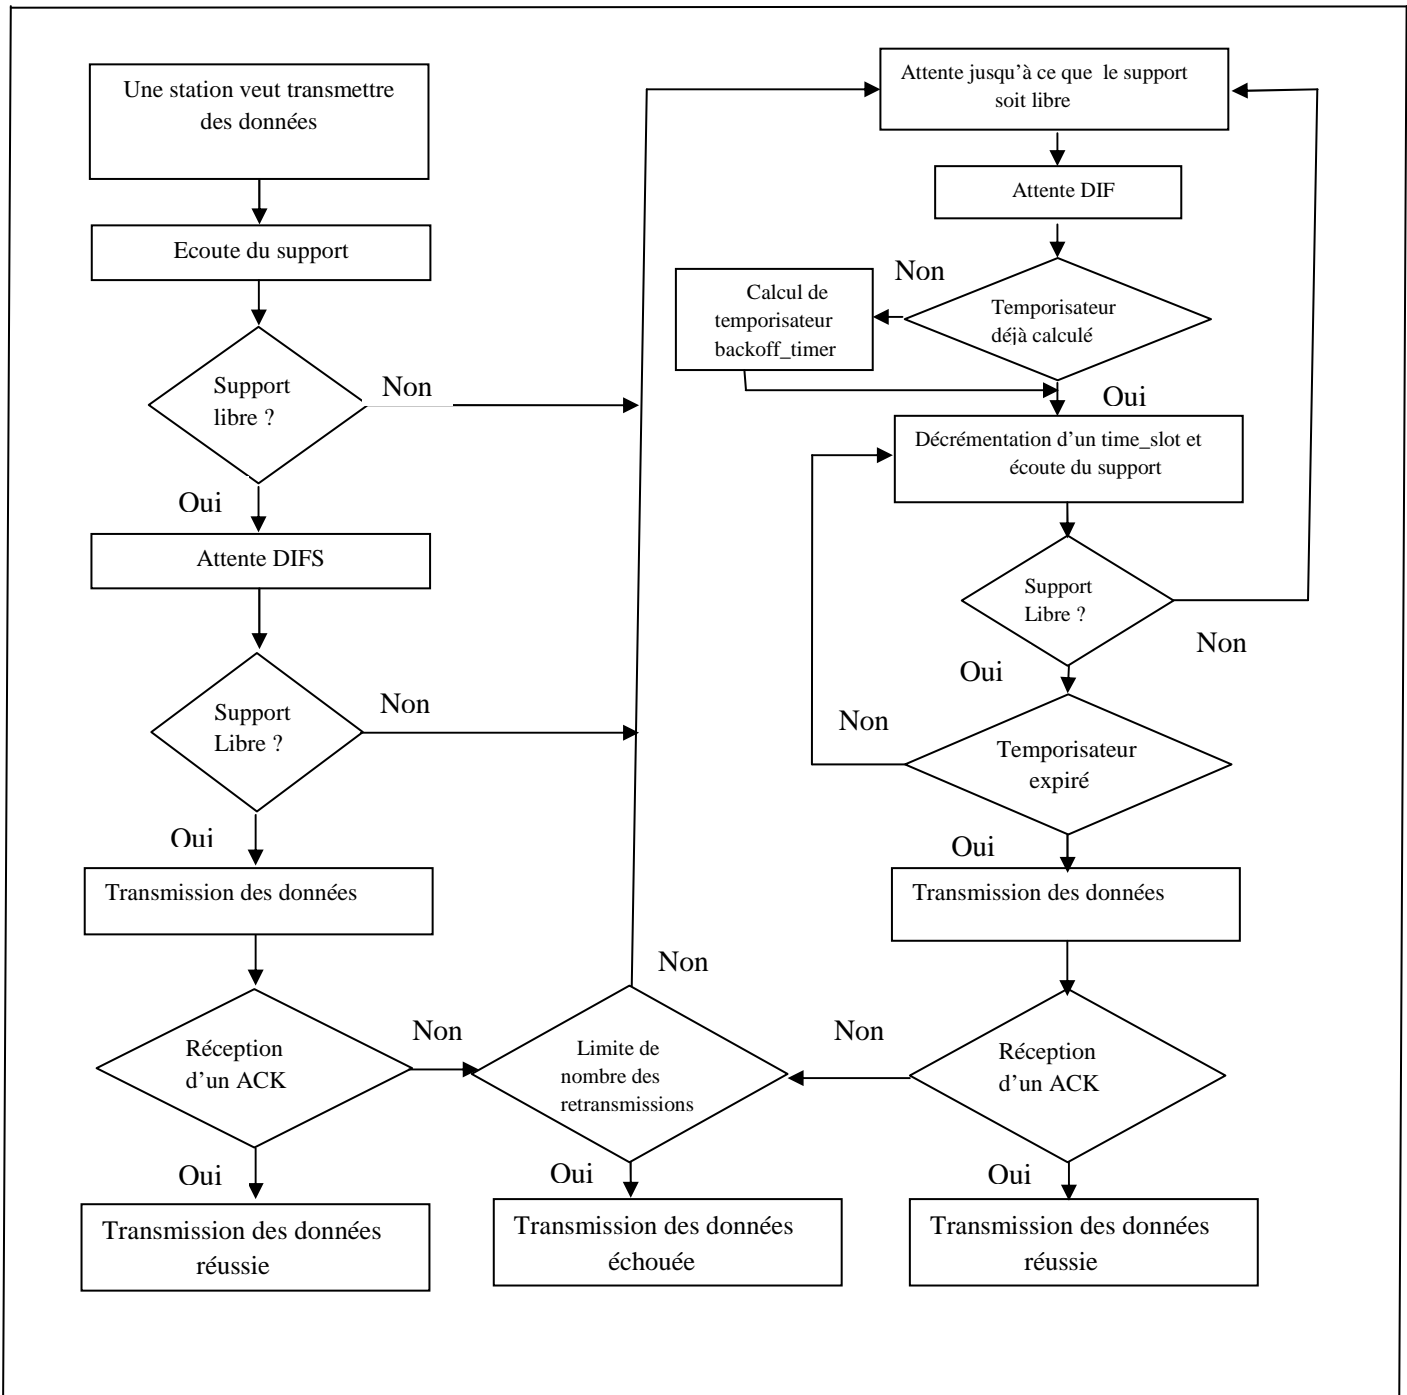 Une station veut transmettre
des données
Ecoute du support
Support
libre ?
Non
Oui
Attente DIFS
Support
Libre ?
Non
Oui
Transmission des données
Réception
d'un ACK
Non
Oui
Transmission des données
réussie
Limite de
nombre des
retransmissions
Non
Oui
Transmission des données
échouée
Attente jusqu'à ce que le support
soit libre
Attente DIF
Temporisateur
déjà calculé
Non
Calcul de
temporisateur
backoff_timer
Oui
Décrémentation d'un time_slot et
écoute du support
Support
Libre ?
Non
Oui
Temporisateur
expiré
Non
Oui
Transmission des données
Réception
d'un ACK
Non
Oui
Transmission des données
réussie